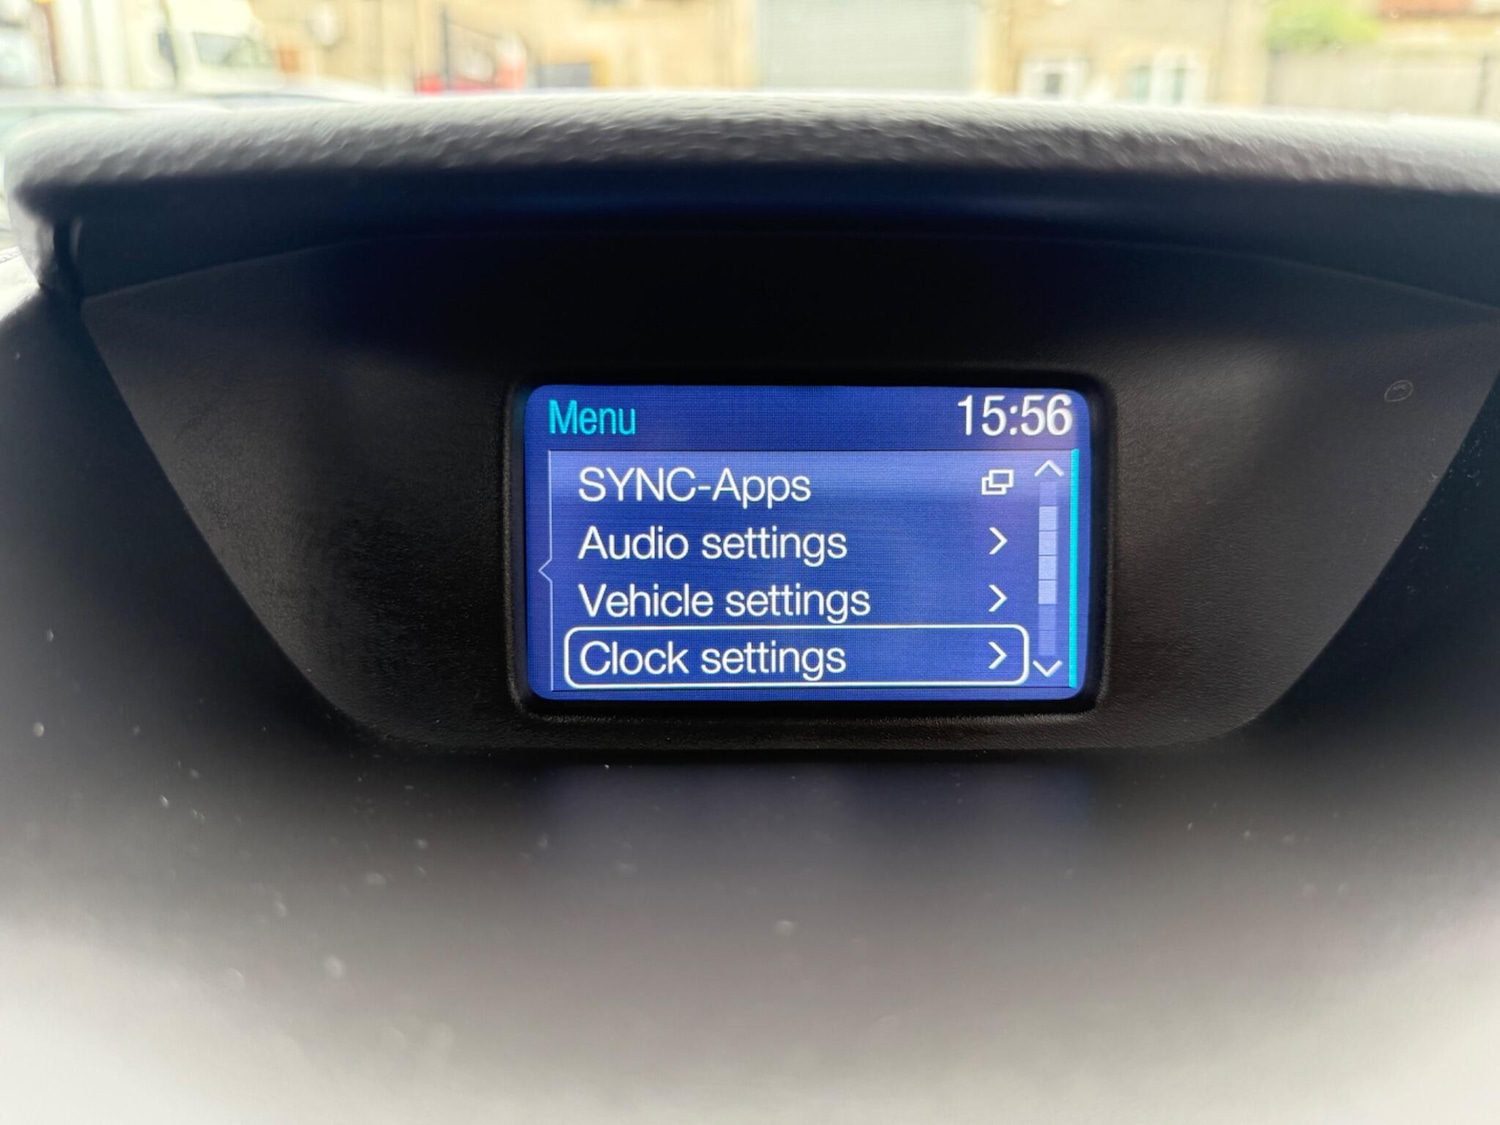 Menu 15:56
SYNC-Apps
Audio settings
Vehicle settings
Clock settings